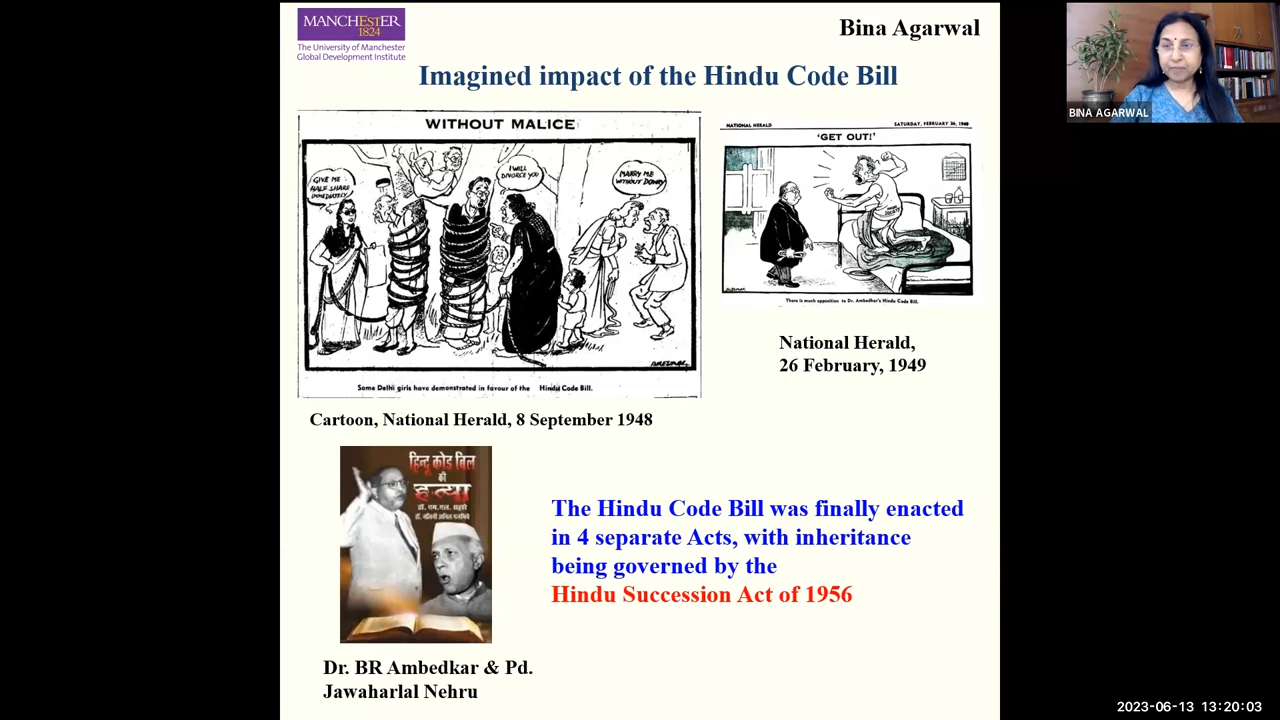 MANCHESTER
1824
The University of Manchester
Global Development Institute
Bina Agarwal
Imagined impact of the Hindu Code Bill
WITHOUT MALICE
GIVE ME
HALF SHARE
IMMEDIATELY
I WILL
DIVORCE YOU
MARRY ME
WITHOUT DOWRY
Some Delhi girls have demonstrated in favour of the Hindu Code Bill.
Cartoon, National Herald, 8 September 1948
NATIONAL HERALD
SATURDAY, FEBRUARY 26, 1949
‘GET OUT!’
There is much opposition to Dr. Ambedkar's Hindu Code Bill.
National Herald,
26 February, 1949
हिन्दू कोड बिल
की
हत्या
The Hindu Code Bill was finally enacted
in 4 separate Acts, with inheritance
being governed by the
Hindu Succession Act of 1956
Dr. BR Ambedkar & Pd.
Jawaharlal Nehru
BINA AGARWAL
2023-06-13 13:20:03